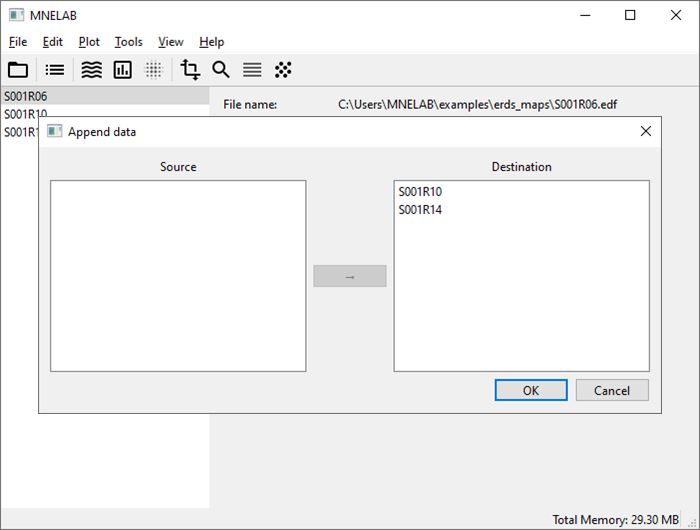 MNELAB
File Edit Plot Tools View Help
S001R06
File name: C:\Users\MNELAB\examples\erds_maps\S001R06.edf
S001R10
S001R1
Append data
Source
Destination
S001R10
S001R14
→
OK Cancel
Total Memory: 29.30 MB